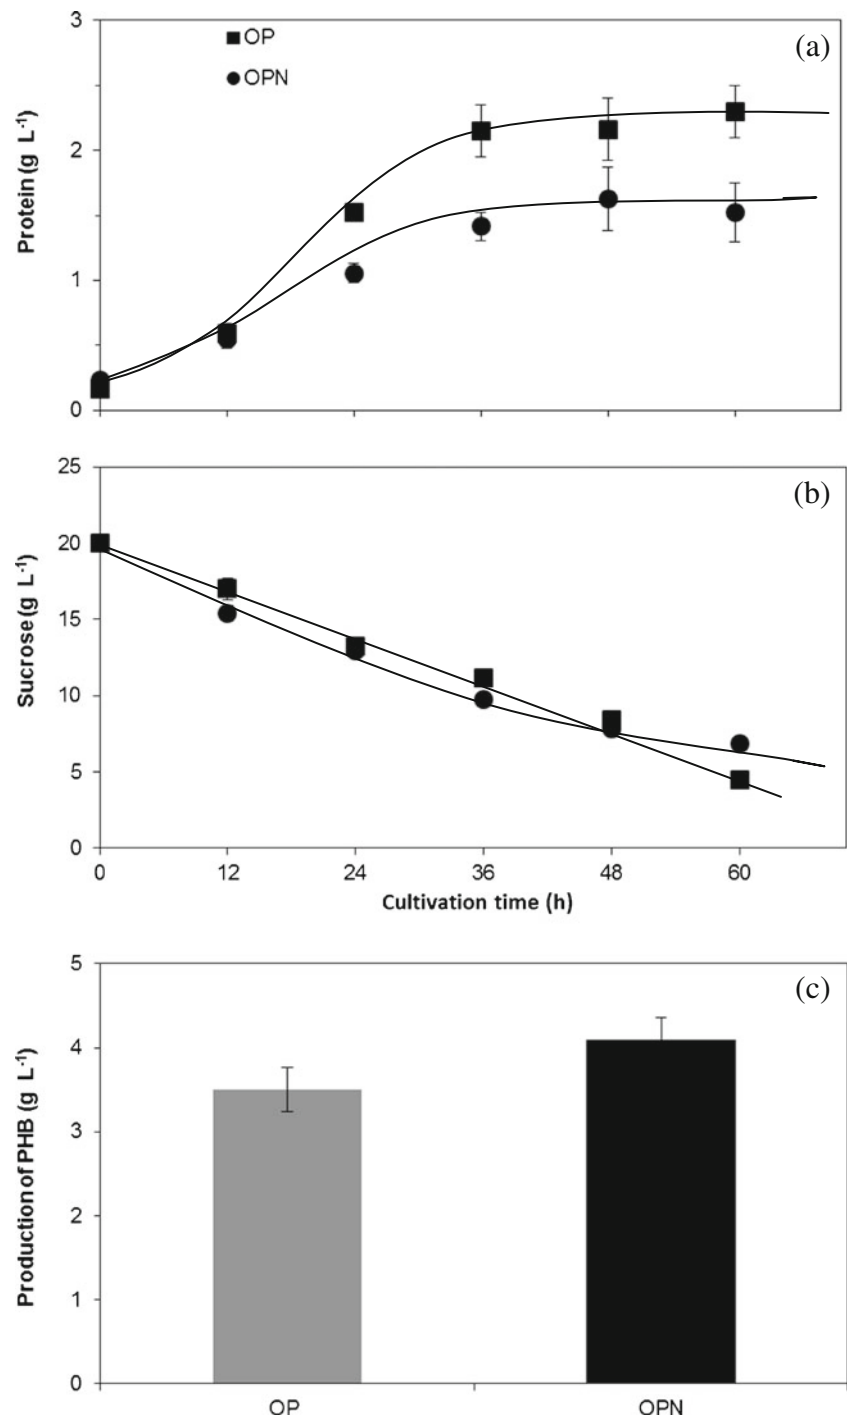 3
OP
(a)
OPN
2
Protein (g L-1)
1
0
25
(b)
20
15
Sucrose (g L-1)
10
5
0
0 12 24 36 48 60
Cultivation time (h)
5
(c)
4
3
Production of PHB (g L-1)
2
1
0
OP OPN